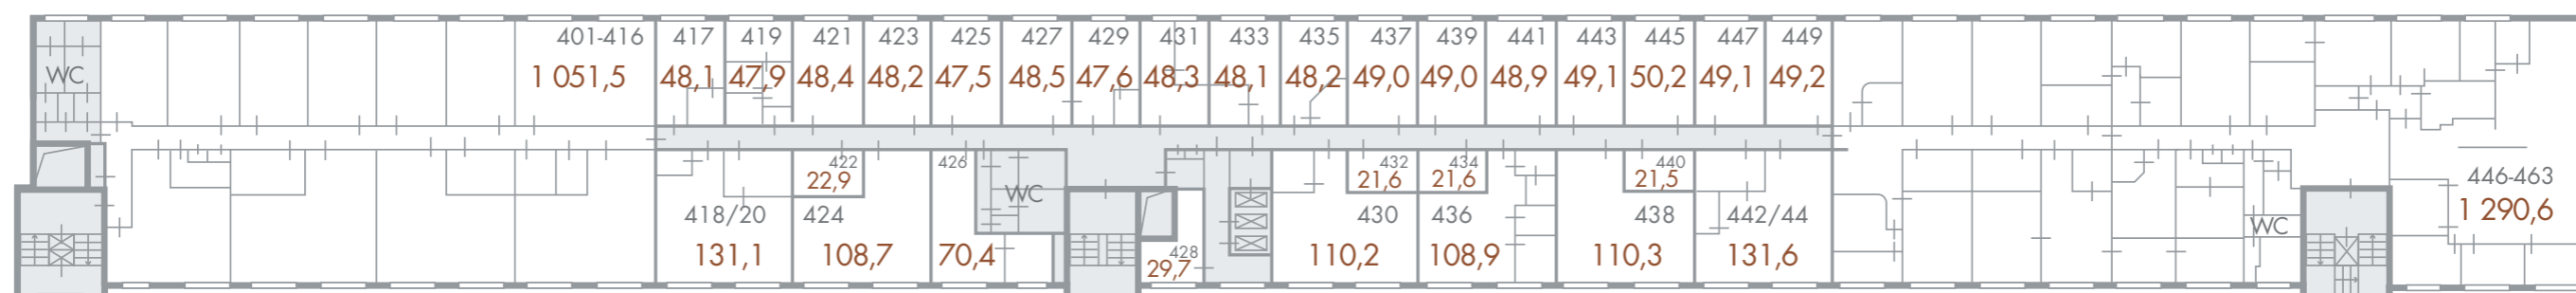 401-416 417 419 421 423 425 427 429 431 433 435 437 439 441 443 445 447 449
WC 1 051,5 48,1 47,9 48,4 48,2 47,5 48,5 47,6 48,3 48,1 48,2 49,0 49,0 48,9 49,1 50,2 49,1 49,2
422 426 432 434 440
22,9 21,6 21,6 21,5 446-463
WC
418/20 424 430 436 438 442/44 1 290,6
WC
428
131,1 108,7 70,4 29,7 110,2 108,9 110,3 131,6